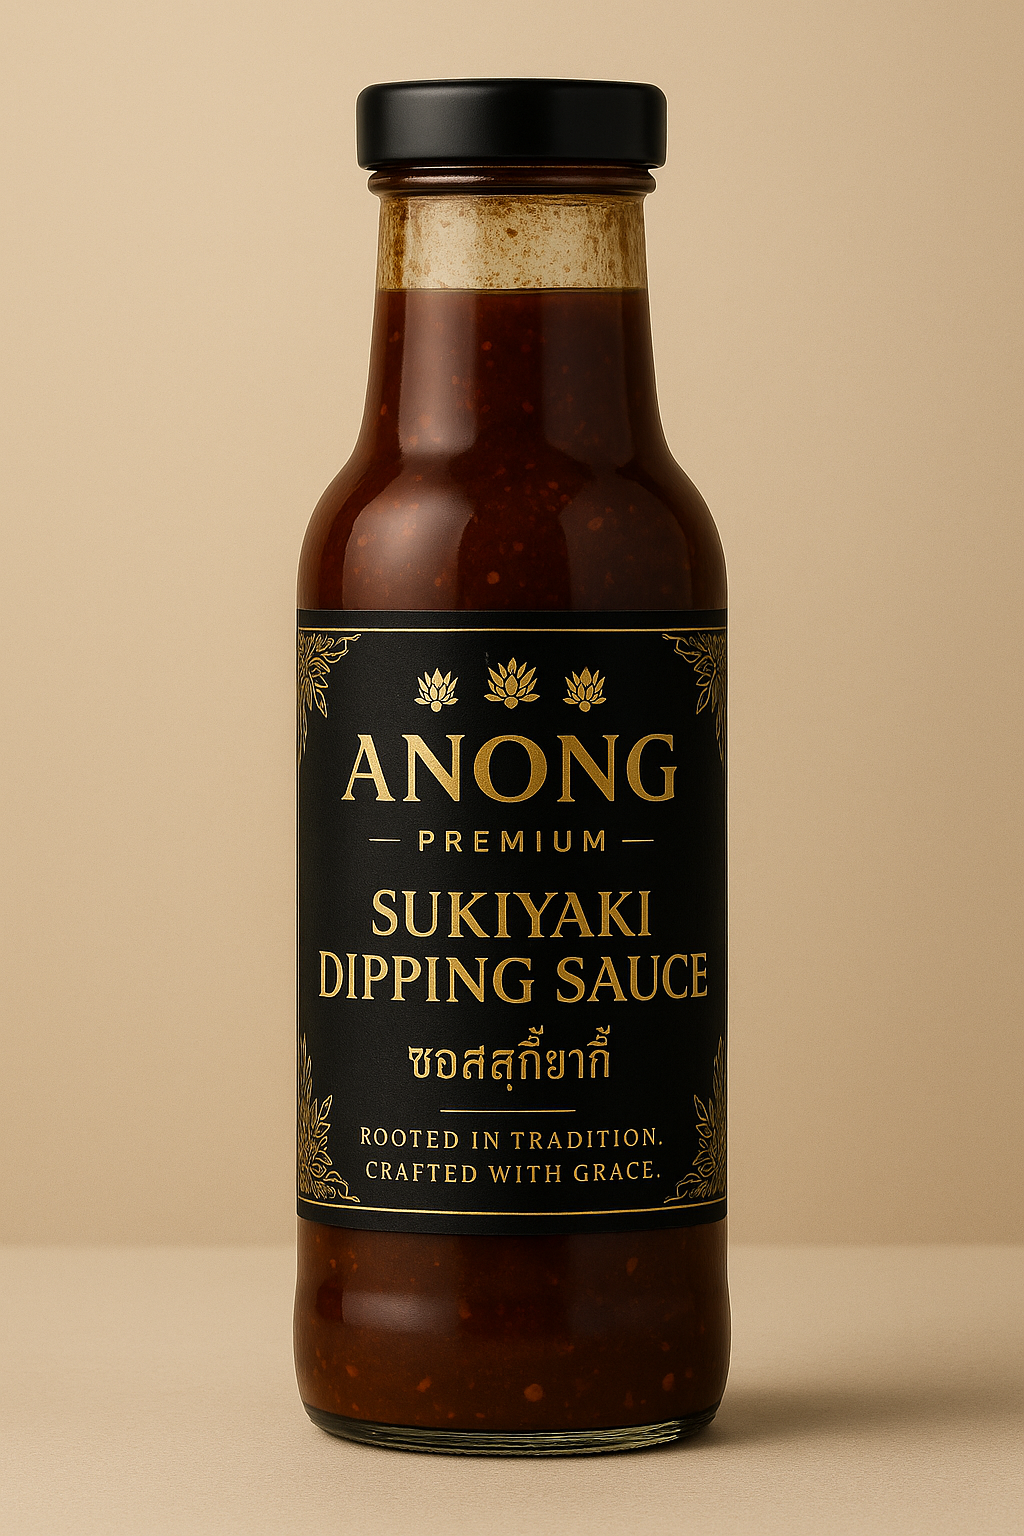 ANONG
PREMIUM
SUKIYAKI
DIPPING SAUCE
ซอสสุกี้ยากี้
ROOTED IN TRADITION.
CRAFTED WITH GRACE.